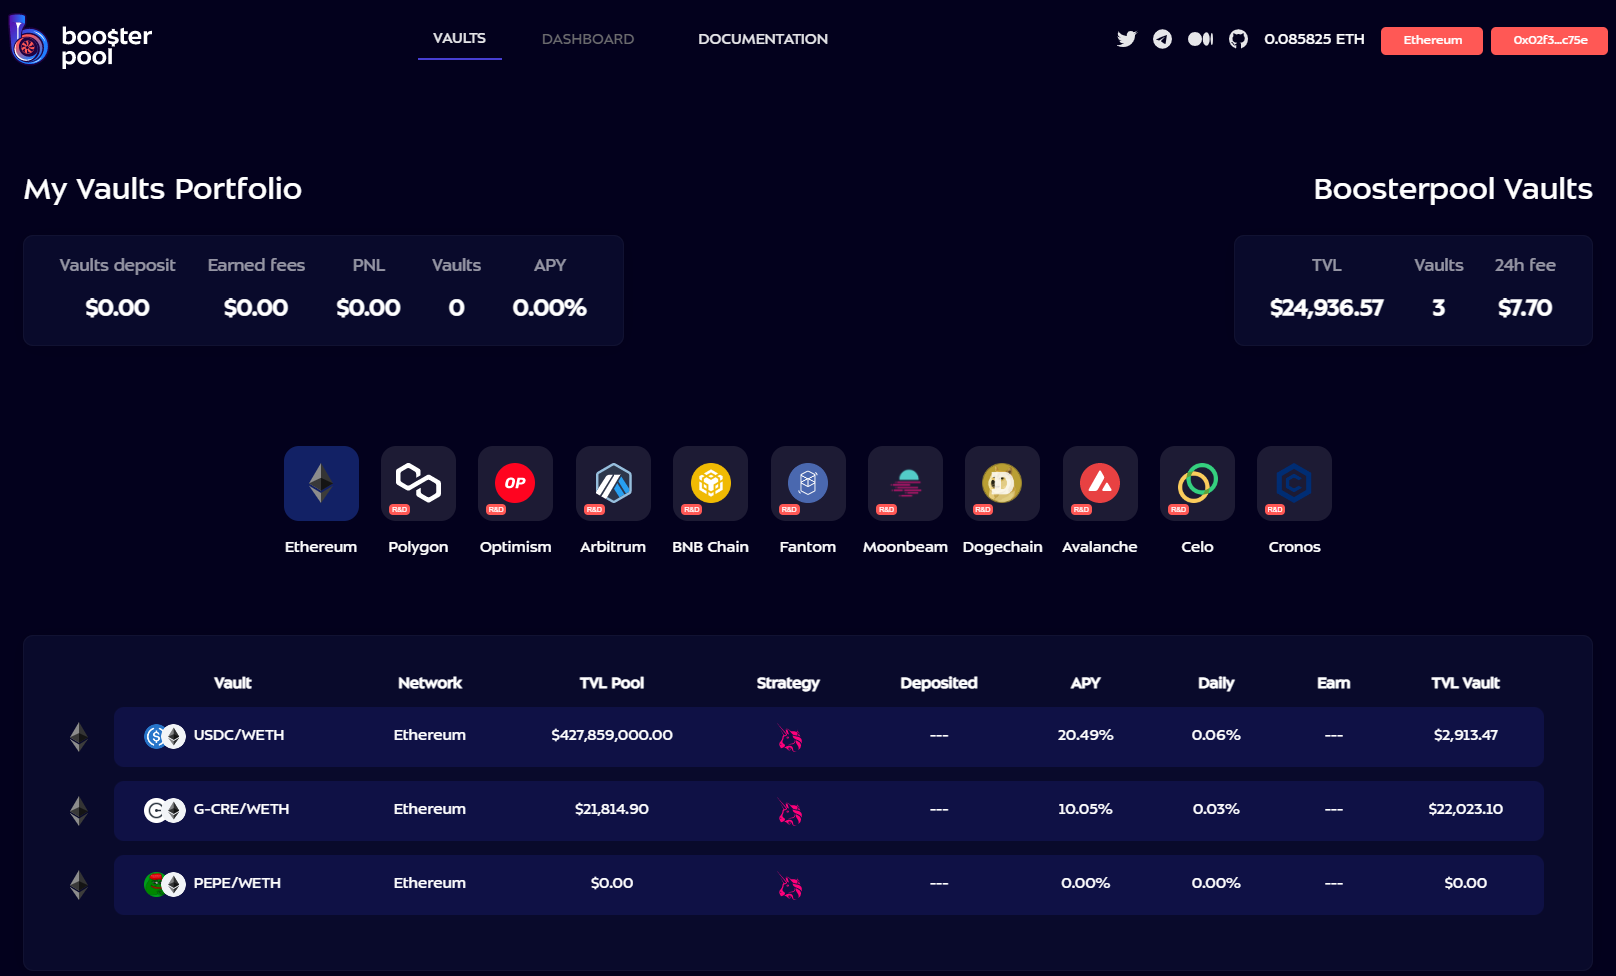 booster
pool
VAULTS DASHBOARD DOCUMENTATION 0.085825 ETH Ethereum 0x02f3...c75e
My Vaults Portfolio Boosterpool Vaults
Vaults deposit Earned fees PNL Vaults APY TVL Vaults 24h fee
$0.00 $0.00 $0.00 0 0.00% $24,936.57 3 $7.70
OP
R&D R&D R&D R&D R&D R&D R&D R&D R&D R&D
Ethereum Polygon Optimism Arbitrum BNB Chain Fantom Moonbeam Dogechain Avalanche Celo Cronos
Vault Network TVL Pool Strategy Deposited APY Daily Earn TVL Vault
USDC/WETH Ethereum $427,859,000.00 --- 20.49% 0.06% --- $2,913.47
G-CRE/WETH Ethereum $21,814.90 --- 10.05% 0.03% --- $22,023.10
PEPE/WETH Ethereum $0.00 --- 0.00% 0.00% --- $0.00